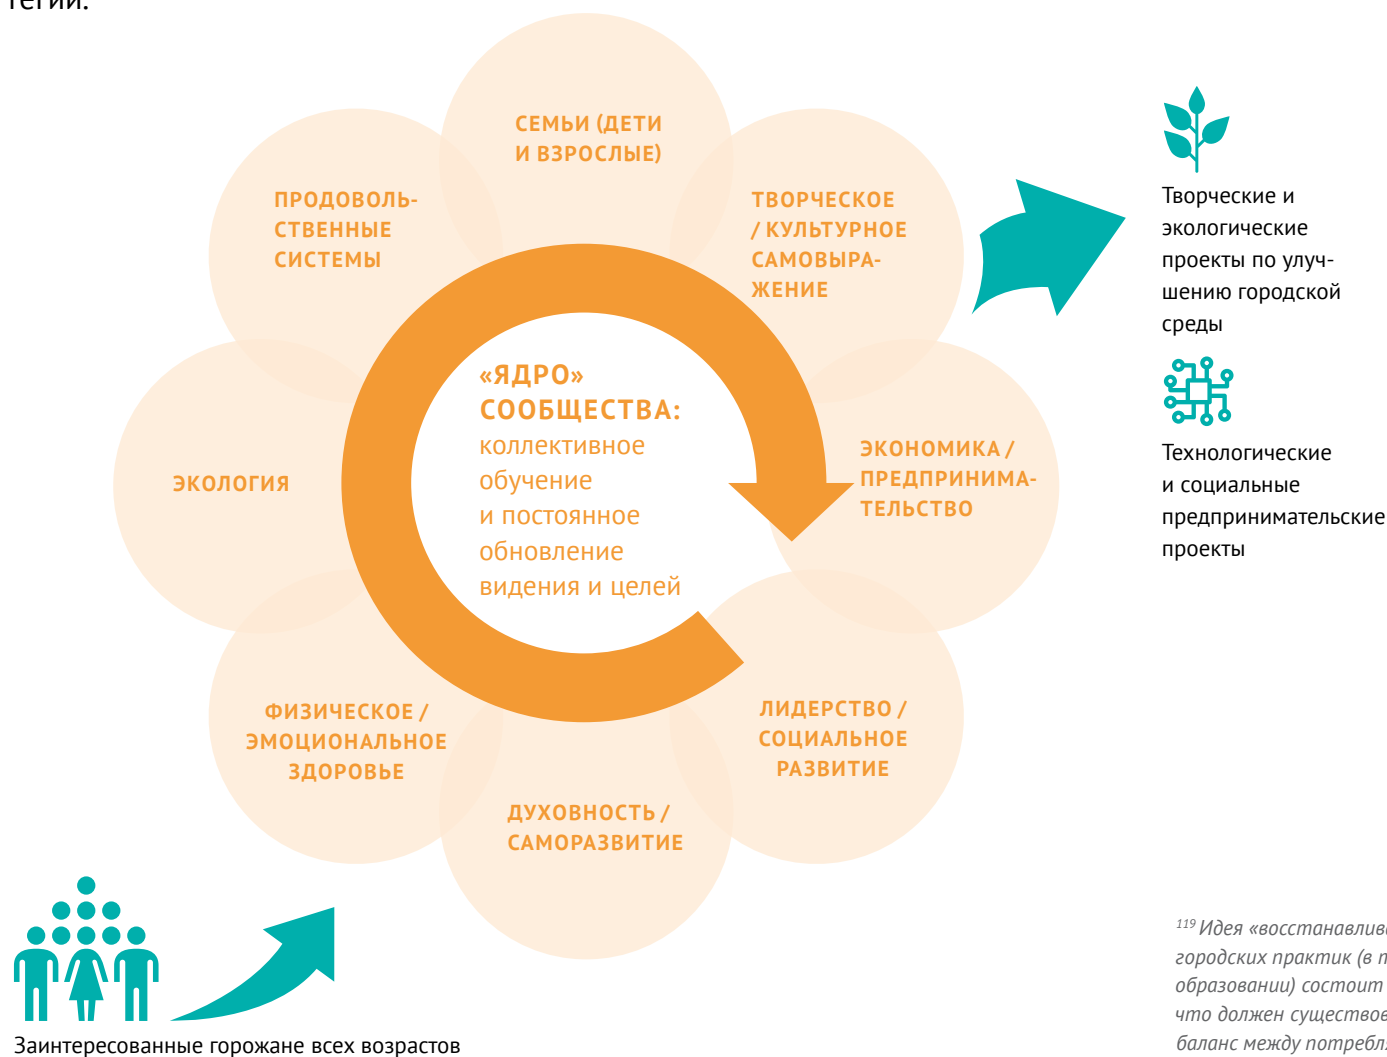 тегий.
СЕМЬИ (ДЕТИ
И ВЗРОСЛЫЕ)
ПРОДОВОЛЬ-
СТВЕННЫЕ
СИСТЕМЫ
ТВОРЧЕСКОЕ
/ КУЛЬТУРНОЕ
САМОВЫРА-
ЖЕНИЕ
Творческие и
экологические
проекты по улуч-
шению городской
среды
«ЯДРО»
СООБЩЕСТВА:
коллективное
обучение
и постоянное
обновление
видения и целей
ЭКОЛОГИЯ
ЭКОНОМИКА /
ПРЕДПРИНИМА-
ТЕЛЬСТВО
Технологические
и социальные
предпринимательские
проекты
ФИЗИЧЕСКОЕ /
ЭМОЦИОНАЛЬНОЕ
ЗДОРОВЬЕ
ЛИДЕРСТВО /
СОЦИАЛЬНОЕ
РАЗВИТИЕ
ДУХОВНОСТЬ /
САМОРАЗВИТИЕ
Заинтересованные горожане всех возрастов
119 Идея «восстанавлива
городских практик (в т
образовании) состоит
что должен существов
баланс между потребл